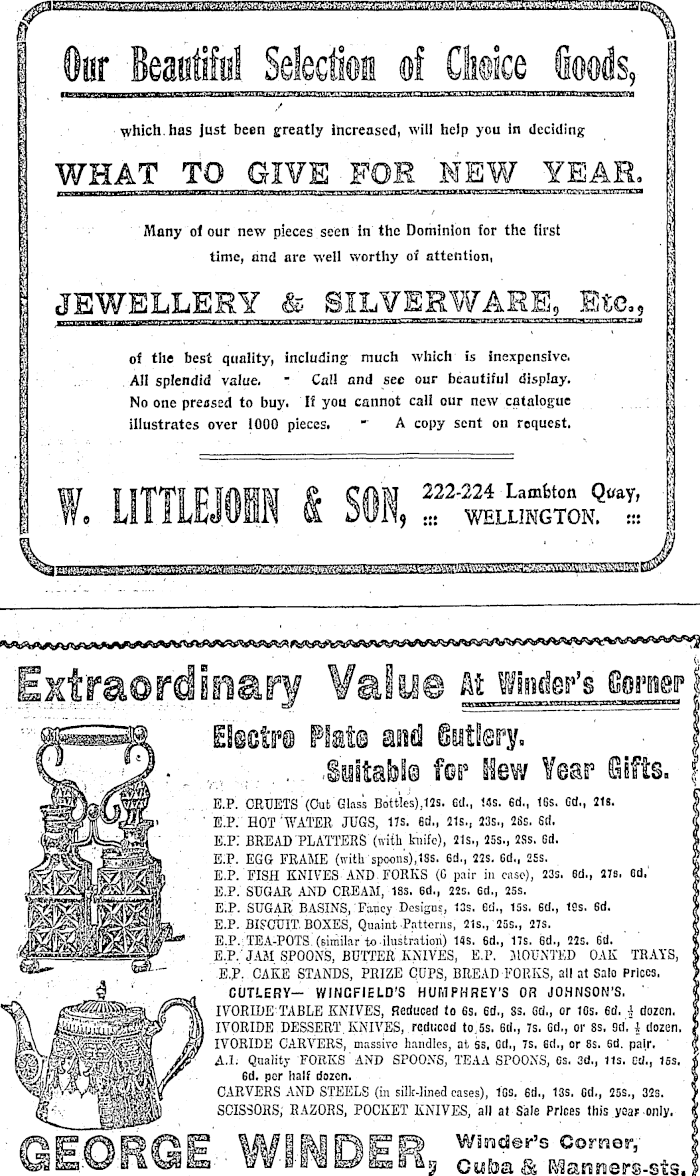 Our Beautiful Selection of Choice Goods,
which has just been greatly increased, will help you in deciding
WHAT TO GIVE FOR NEW YEAR.
Many of our new pieces seen in the Dominion for the first
time, and are well worthy of attention,
JEWELLERY & SILVERWARE, Etc.,
of the best quality, including much which is inexpensive.
All splendid value. - Call and see our beautiful display.
No one pressed to buy. If you cannot call our new catalogue
illustrates over 1000 pieces. - A copy sent on request.
W. LITTLEJOHN & SON,
222-224 Lambton Quay,
::: WELLINGTON. :::
Extraordinary Value At Winder's Corner
Electro Plate and Cutlery.
Suitable for New Year Gifts.
E.P. CRUETS (Cut Glass Bottles), 12s. 6d., 14s. 6d., 16s. 6d., 21s.
E.P. HOT WATER JUGS, 17s. 6d., 21s., 23s., 26s. 6d.
E.P. BREAD PLATTERS (with knife), 21s., 25s., 28s. 6d.
E.P. EGG FRAME (with spoons), 18s. 6d., 22s. 6d., 25s.
E.P. FISH KNIVES AND FORKS (6 pair in case), 23s. 6d., 27s. 6d.
E.P. SUGAR AND CREAM, 18s. 6d., 22s. 6d., 25s.
E.P. SUGAR BASINS, Fancy Designs, 13s. 6d., 15s. 6d., 19s. 6d.
E.P. BISCUIT BOXES, Quaint Patterns, 21s., 25s., 27s.
E.P. TEA-POTS (similar to ilustration) 14s. 6d., 17s. 6d., 22s. 6d.
E.P. JAM SPOONS, BUTTER KNIVES, E.P. MOUNTED OAK TRAYS,
E.P. CAKE STANDS, PRIZE CUPS, BREAD FORKS, all at Sale Prices.
CUTLERY— WINGFIELD'S HUMPHREY'S OR JOHNSON'S.
IVORIDE TABLE KNIVES, Reduced to 6s. 6d., 8s. 6d., or 10s. 6d. ½ dozen.
IVORIDE DESSERT KNIVES, reduced to 5s. 6d., 7s. 6d., or 8s. 9d. ½ dozen.
IVORIDE CARVERS, massive handles, at 5s. 6d., 7s. 6d., or 8s. 6d. pair.
A.1. Quality FORKS AND SPOONS, TEAA SPOONS, 6s. 3d., 11s. 6d., 15s.
6d. per half dozen.
CARVERS AND STEELS (in silk-lined cases), 10s. 6d., 13s. 6d., 25s., 32s.
SCISSORS, RAZORS, POCKET KNIVES, all at Sale Prices this year only.
GEORGE WINDER,
Winder's Corner,
Cuba & Manners-sts.